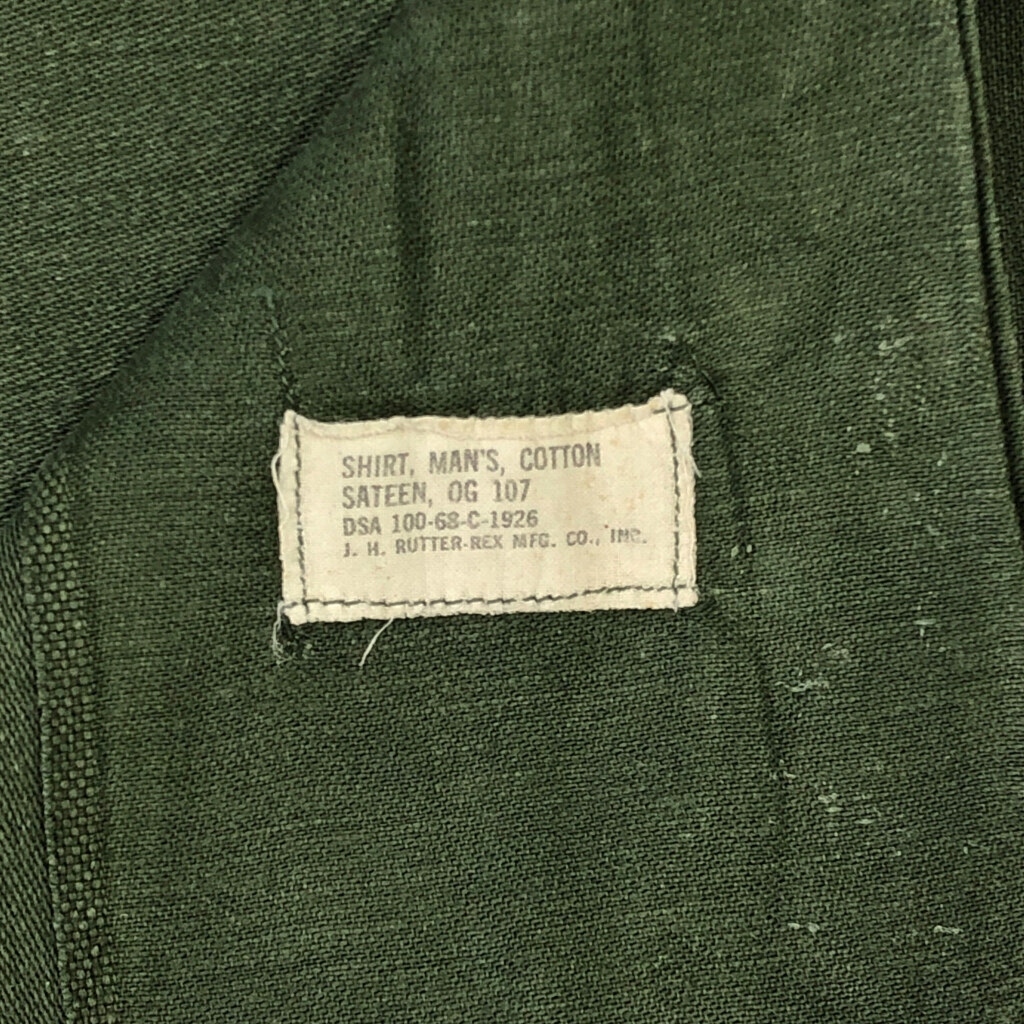 SHIRT, MAN'S, COTTON
SATEEN, OG 107
DSA 100-68-C-1926
J. H. RUTTER-REX MFG. CO., INC.